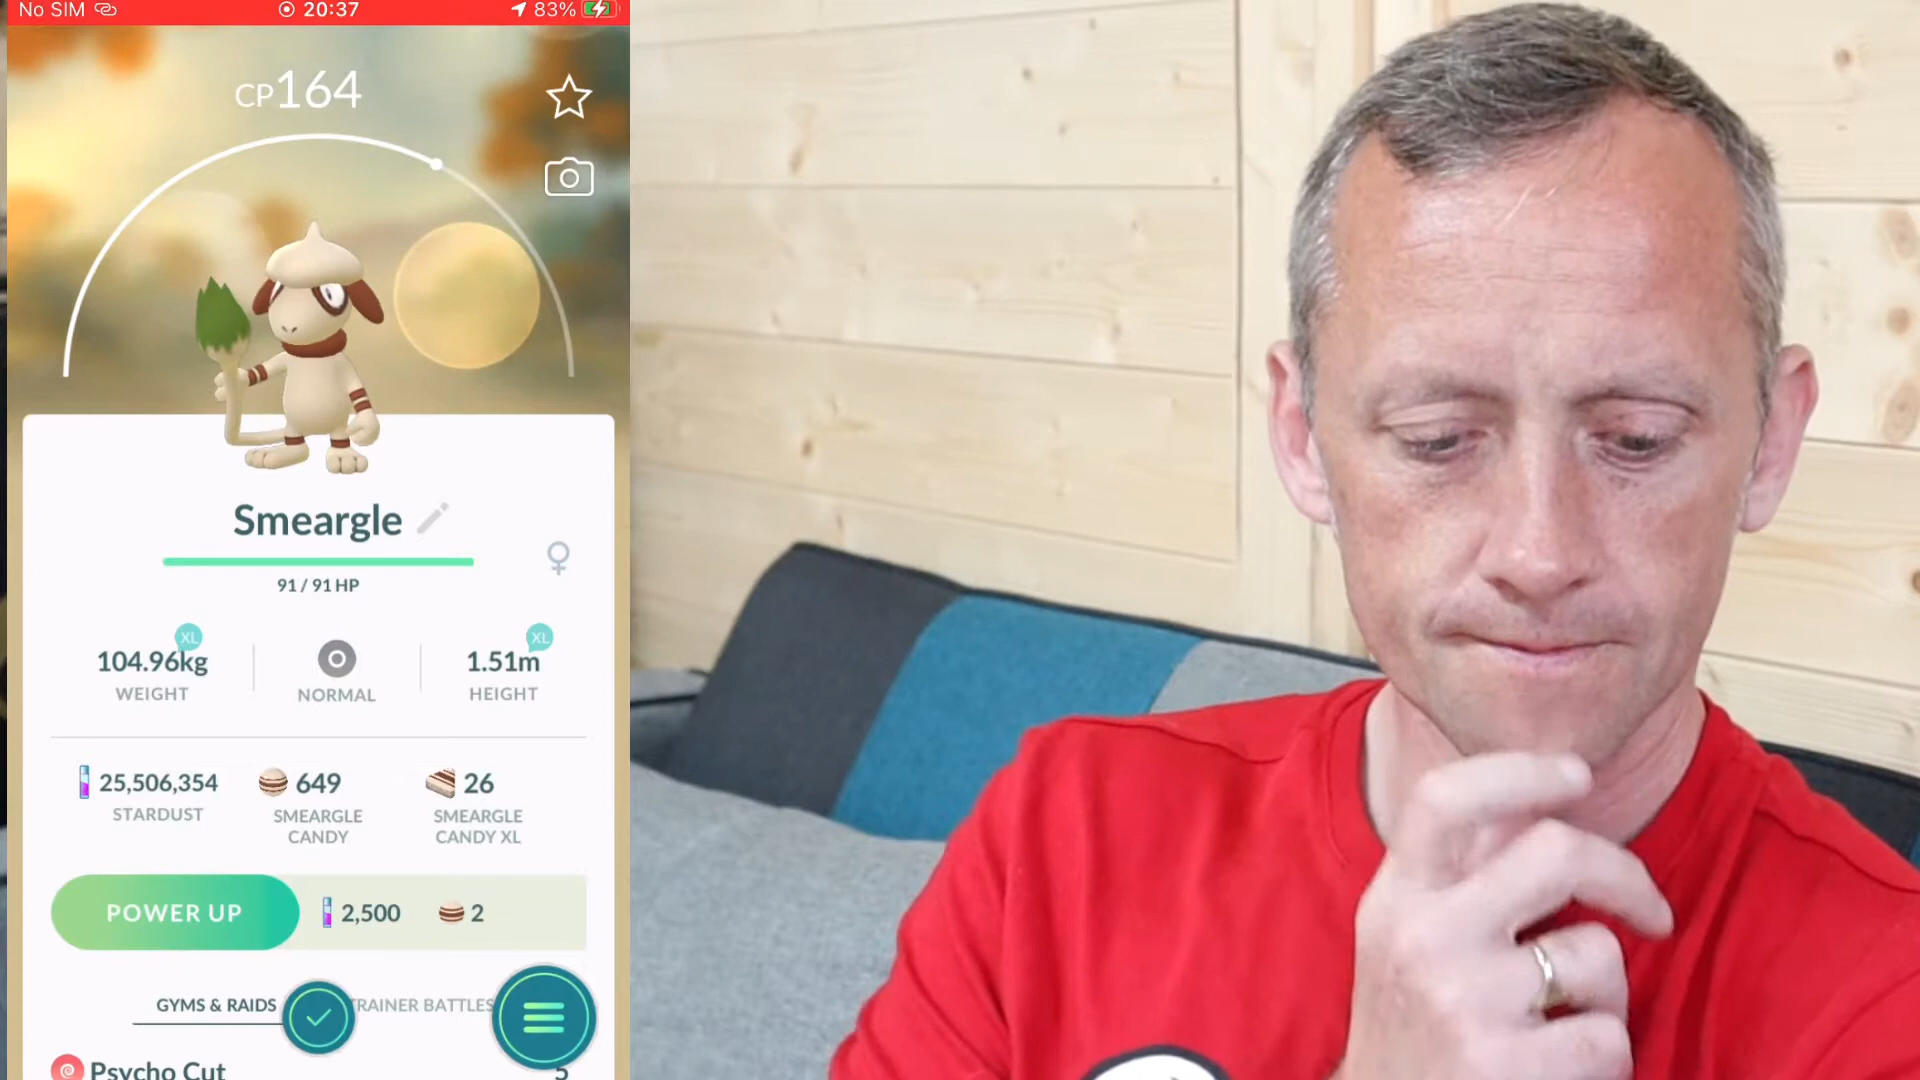 No SIM 20:37 83%
CP164
Smeargle
91 / 91 HP
XL XL
104.96kg 1.51m
WEIGHT NORMAL HEIGHT
25,506,354 649 26
STARDUST SMEARGLE CANDY SMEARGLE CANDY XL
POWER UP 2,500 2
GYMS & RAIDS TRAINER BATTLES
Psycho Cut 5